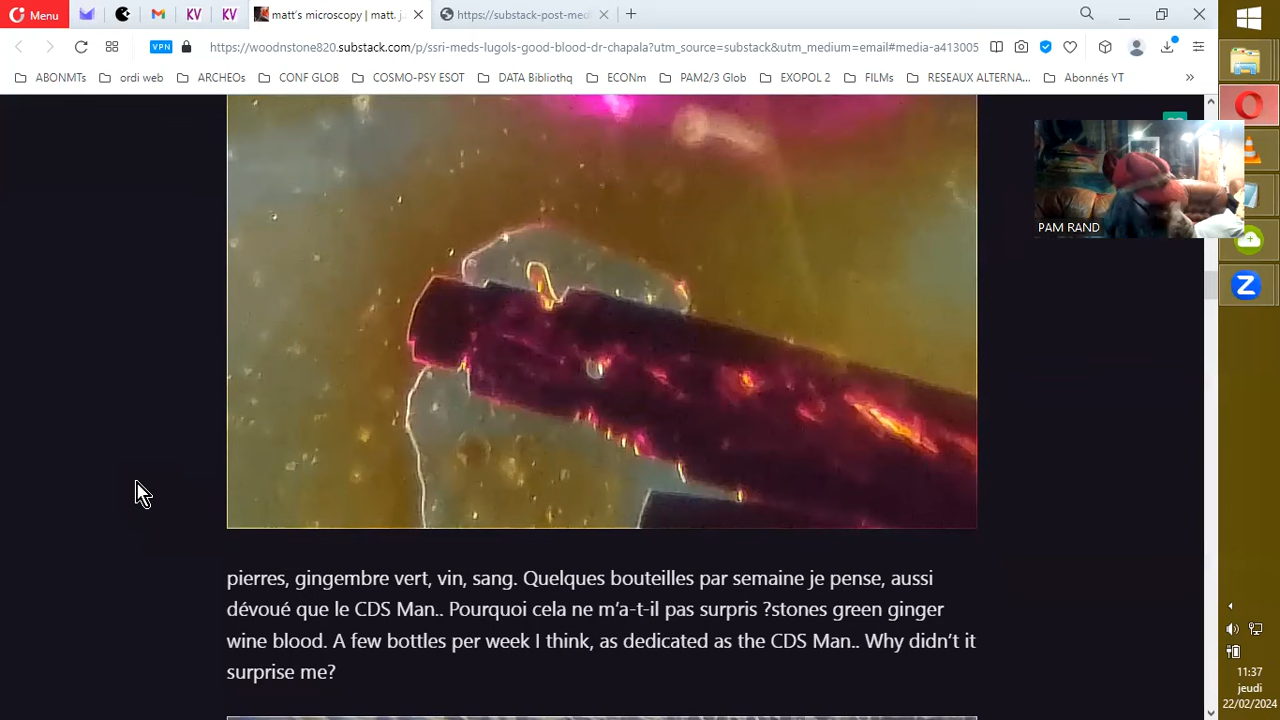 Menu
KV
KV
matt's microscopy | matt. j
https://substack-post-med
VPN
https://woodnstone820.substack.com/p/ssri-meds-lugols-good-blood-dr-chapala?utm_source=substack&utm_medium=email#media-a413005
ABONMTs
ordi web
ARCHEOs
CONF GLOB
COSMO-PSY ESOT
DATA Bibliothq
ECONm
PAM2/3 Glob
EXOPOL 2
FILMs
RESEAUX/ALTERNA...
Abonnés YT
»
PAM RAND
pierres, gingembre vert, vin, sang. Quelques bouteilles par semaine je pense, aussi
dévoué que le CDS Man.. Pourquoi cela ne m'a-t-il pas surpris ?stones green ginger
wine blood. A few bottles per week I think, as dedicated as the CDS Man.. Why didn't it
surprise me?
11:37
jeudi
22/02/2024